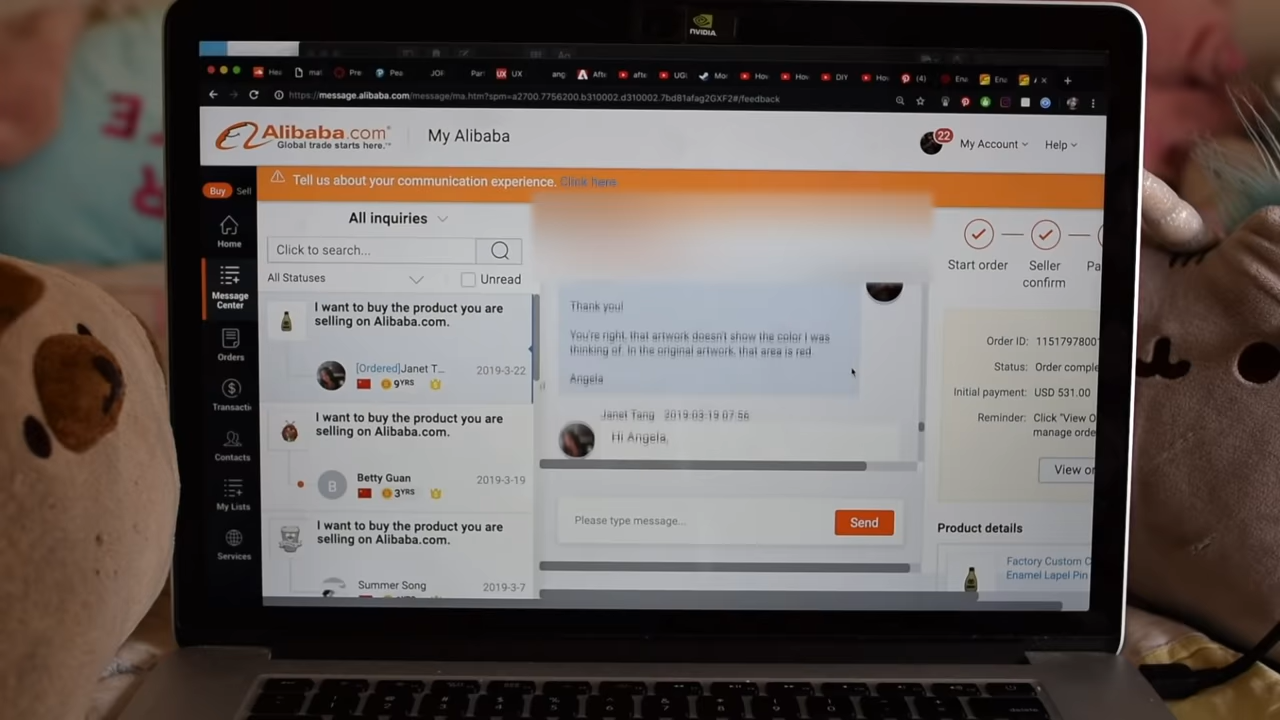 NVIDIA
https://message.alibaba.com/message/ma.htm?spm=a2700.7756200.b310002.d310002.7bd81afag2GXF2#/feedback
Alibaba.com
Global trade starts here.™
My Alibaba
22
My Account
Help
Buy Sell
Tell us about your communication experience. Click here
Home
Message
Center
Orders
Contacts
My Lists
Services
All inquiries
Click to search...
All Statuses
Unread
I want to buy the product you are
selling on Alibaba.com.
[Ordered]Janet T...
2019-3-22
9YRS
I want to buy the product you are
selling on Alibaba.com.
B
Betty Guan
2019-3-19
3YRS
I want to buy the product you are
selling on Alibaba.com.
Summer Song
2019-3-7
Thank you!
You're right, that artwork doesn't show the color I was
thinking of. In the original artwork, that area is red.
Angela
Janet Tang 2019-03-19 07:56
Hi Angela,
Please type message...
Send
Start order
Seller
confirm
Order ID: 11517978001
Status: Order comple
Initial payment: USD 531.00
Reminder: Click "View O
manage orde
View or
Product details
Factory Custom C
Enamel Lapel Pin